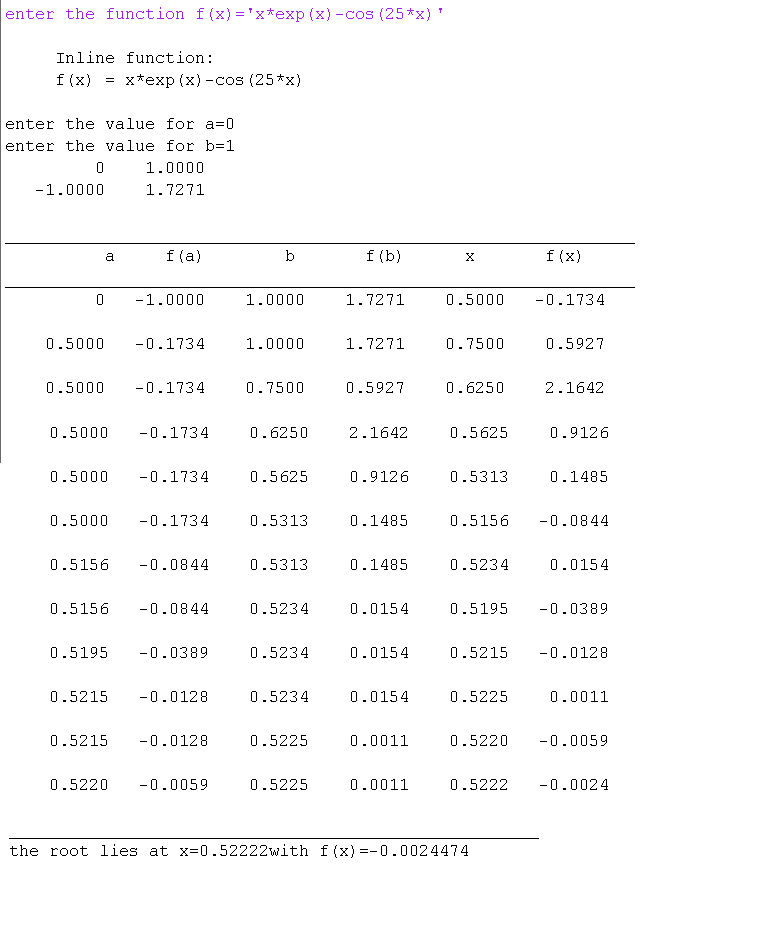 enter the function f(x)='x*exp(x)-cos(25*x)'
Inline function:
f(x) = x*exp(x)-cos(25*x)
enter the value for a=0
enter the value for b=1
0 1.0000
-1.0000 1.7271
a f(a) b f(b) x f(x)
0 -1.0000 1.0000 1.7271 0.5000 -0.1734
0.5000 -0.1734 1.0000 1.7271 0.7500 0.5927
0.5000 -0.1734 0.7500 0.5927 0.6250 2.1642
0.5000 -0.1734 0.6250 2.1642 0.5625 0.9126
0.5000 -0.1734 0.5625 0.9126 0.5313 0.1485
0.5000 -0.1734 0.5313 0.1485 0.5156 -0.0844
0.5156 -0.0844 0.5313 0.1485 0.5234 0.0154
0.5156 -0.0844 0.5234 0.0154 0.5195 -0.0389
0.5195 -0.0389 0.5234 0.0154 0.5215 -0.0128
0.5215 -0.0128 0.5234 0.0154 0.5225 0.0011
0.5215 -0.0128 0.5225 0.0011 0.5220 -0.0059
0.5220 -0.0059 0.5225 0.0011 0.5222 -0.0024
the root lies at x=0.52222with f(x)=-0.0024474